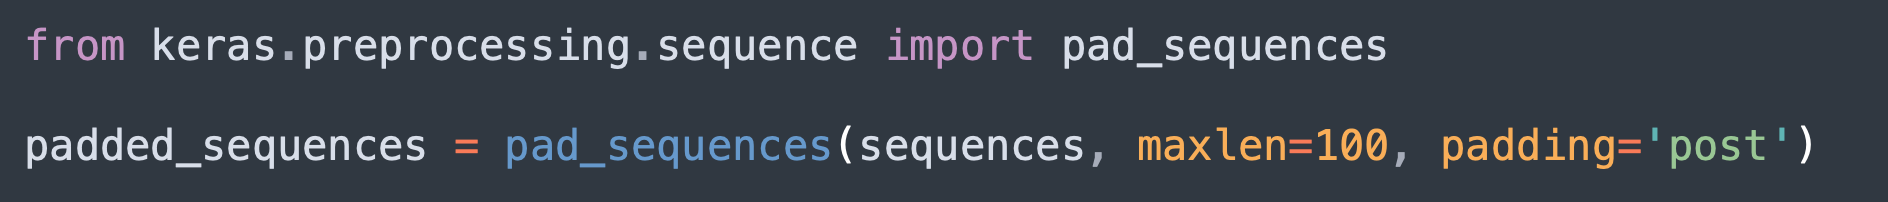 from keras.preprocessing.sequence import pad_sequences
padded_sequences = pad_sequences(sequences, maxlen=100, padding='post')